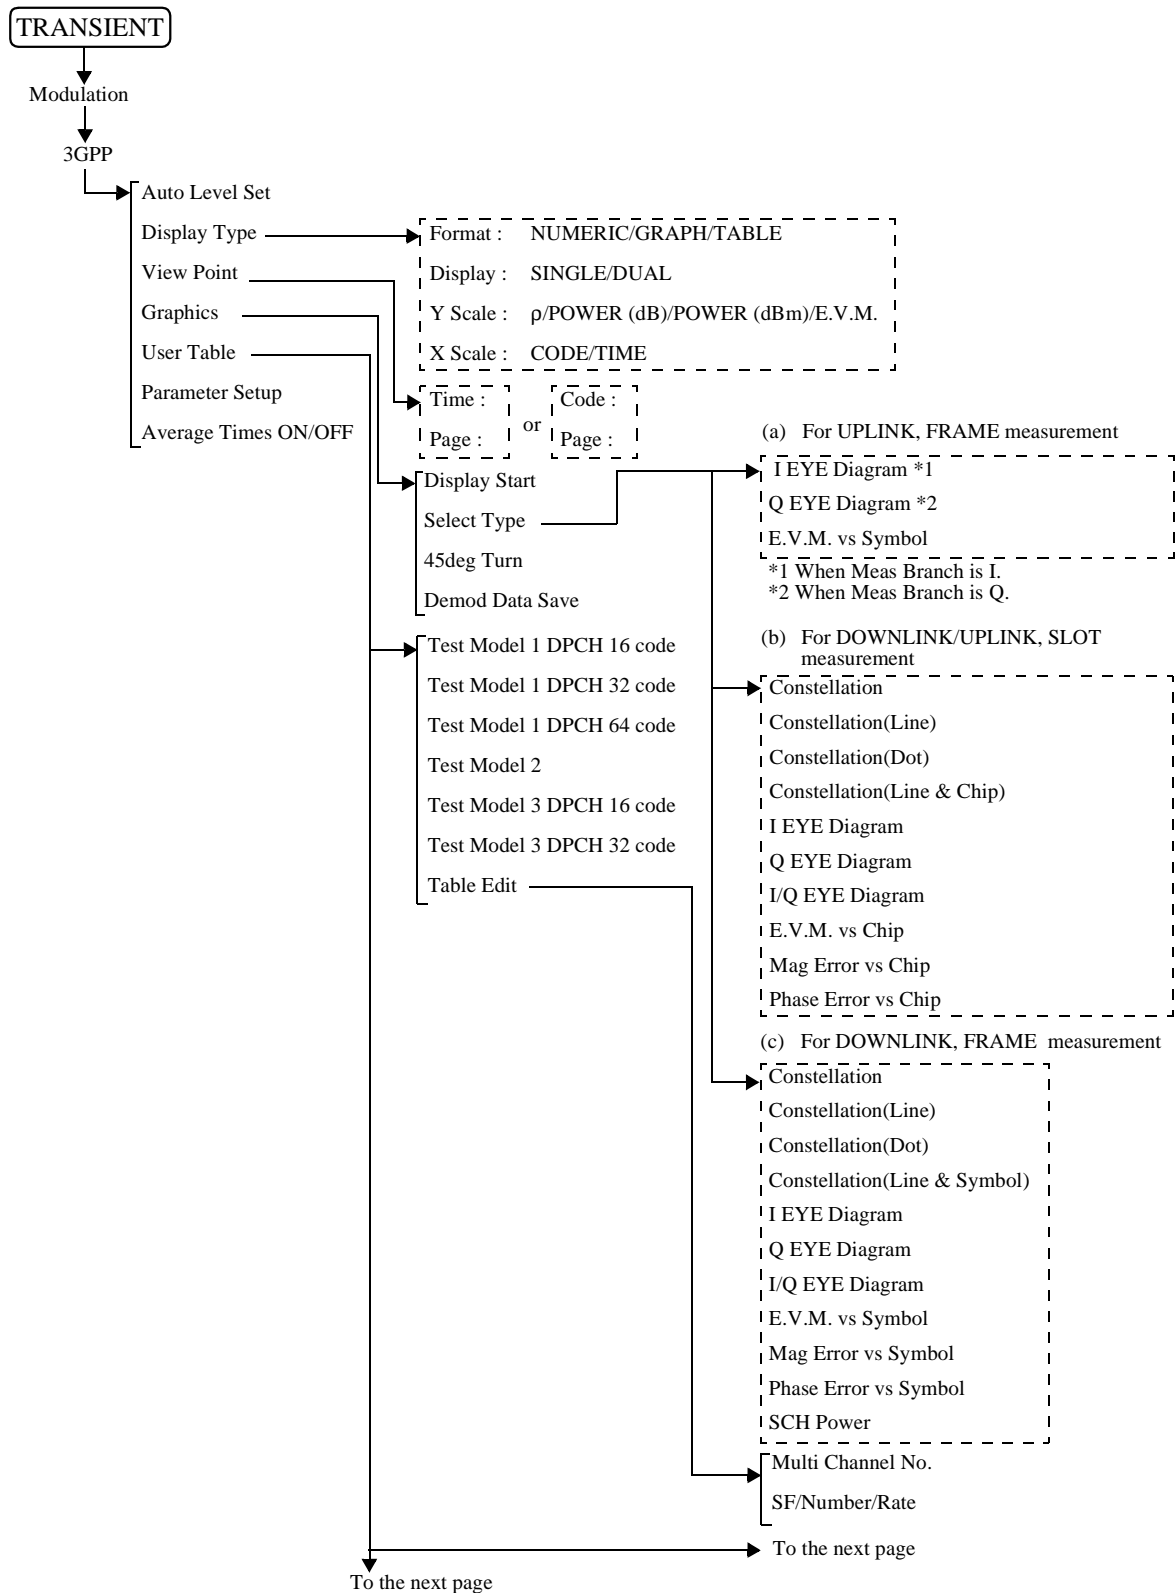 TRANSIENT
Modulation
3GPP
Auto Level Set
Display Type
View Point
Graphics
User Table
Parameter Setup
Average Times ON/OFF
Format : NUMERIC/GRAPH/TABLE
Display : SINGLE/DUAL
Y Scale : ρ/POWER (dB)/POWER (dBm)/E.V.M.
X Scale : CODE/TIME
Time :
Page :
or
Code :
Page :
Display Start
Select Type
45deg Turn
Demod Data Save
(a) For UPLINK, FRAME measurement
I EYE Diagram *1
Q EYE Diagram *2
E.V.M. vs Symbol
*1 When Meas Branch is I.
*2 When Meas Branch is Q.
(b) For DOWNLINK/UPLINK, SLOT
measurement
Constellation
Constellation(Line)
Constellation(Dot)
Constellation(Line & Chip)
I EYE Diagram
Q EYE Diagram
I/Q EYE Diagram
E.V.M. vs Chip
Mag Error vs Chip
Phase Error vs Chip
(c) For DOWNLINK, FRAME measurement
Constellation
Constellation(Line)
Constellation(Dot)
Constellation(Line & Symbol)
I EYE Diagram
Q EYE Diagram
I/Q EYE Diagram
E.V.M. vs Symbol
Mag Error vs Symbol
Phase Error vs Symbol
SCH Power
Test Model 1 DPCH 16 code
Test Model 1 DPCH 32 code
Test Model 1 DPCH 64 code
Test Model 2
Test Model 3 DPCH 16 code
Test Model 3 DPCH 32 code
Table Edit
Multi Channel No.
SF/Number/Rate
To the next page
To the next page